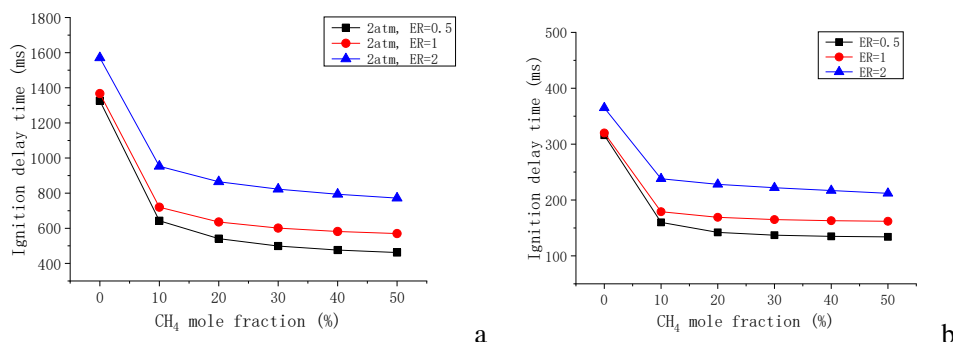 1800
1600
1400
1200
1000
800
600
400
Ignition delay time (ms)
2atm, ER=0.5
2atm, ER=1
2atm, ER=2
0 10 20 30 40 50
CH4 mole fraction (%)
a
500
400
300
200
100
Ignition delay time (ms)
ER=0.5
ER=1
ER=2
0 10 20 30 40 50
CH4 mole fraction (%)
b